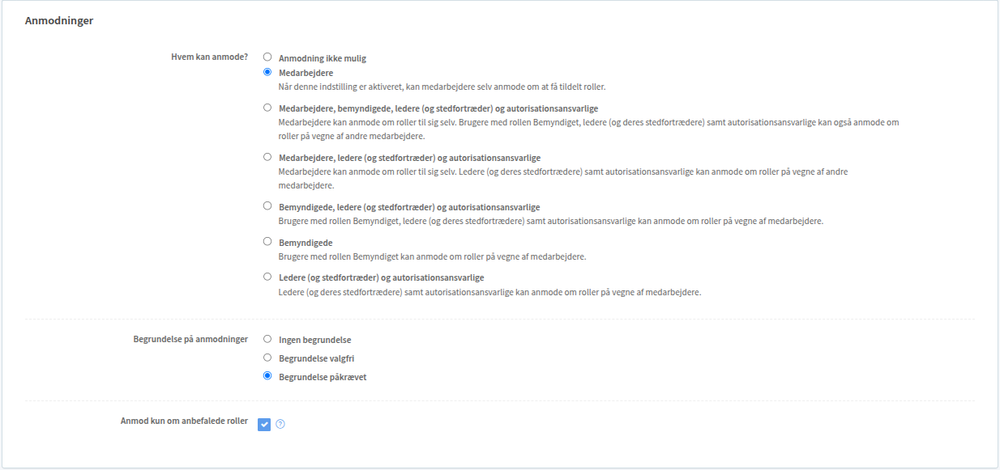 Anmodninger
Hvem kan anmode?
Anmodning ikke mulig
Medarbejdere
Når denne indstilling er aktiveret, kan medarbejdere selv anmode om at få tildelt roller.
Medarbejdere, bemyndigede, ledere (og stedfortræder) og autorisationsansvarlige
Medarbejdere kan anmode om roller til sig selv. Brugere med rollen Bemyndiget, ledere (og deres stedfortrædere) samt autorisationsansvarlige kan også anmode om
roller på vegne af andre medarbejdere.
Medarbejdere, ledere (og stedfortræder) og autorisationsansvarlige
Medarbejdere kan anmode om roller til sig selv. Ledere (og deres stedfortrædere) samt autorisationsansvarlige kan anmode om roller på vegne af andre
medarbejdere.
Bemyndigede, ledere (og stedfortræder) og autorisationsansvarlige
Brugere med rollen Bemyndiget, ledere (og deres stedfortrædere) samt autorisationsansvarlige kan anmode om roller på vegne af medarbejdere.
Bemyndigede
Brugere med rollen Bemyndiget kan anmode om roller på vegne af medarbejdere.
Ledere (og stedfortræder) og autorisationsansvarlige
Ledere (og deres stedfortrædere) samt autorisationsansvarlige kan anmode om roller på vegne af medarbejdere.
Begrundelse på anmodninger
Ingen begrundelse
Begrundelse valgfri
Begrundelse påkrævet
Anmod kun om anbefalede roller
?